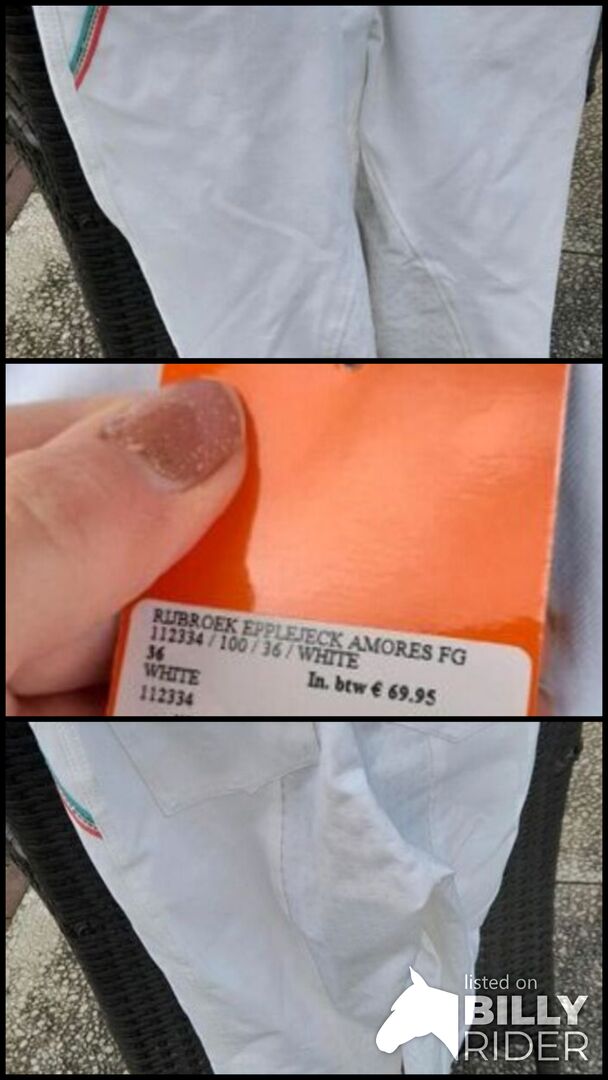 RIJBROEK EPPLEJECK AMORES FG
112334 / 100 / 36 / WHITE
36
WHITE In. btw € 69.95
112334
listed on
BILLY
RIDER